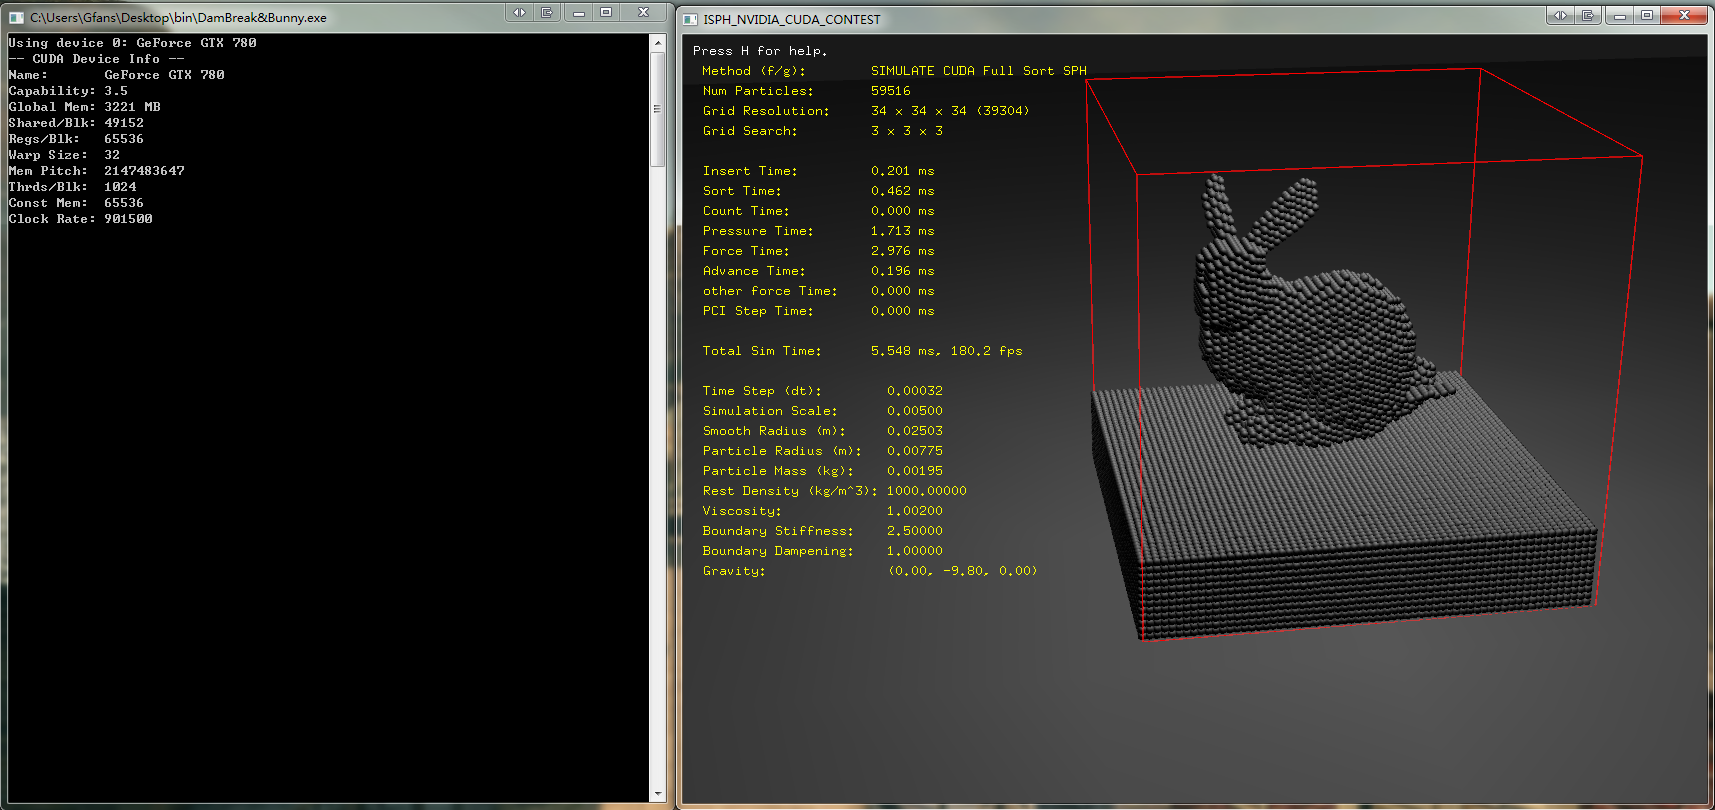 C:\Users\Gfans\Desktop\bin\DamBreak&Bunny.exe
Using device 0: GeForce GTX 780
-- CUDA Device Info --
Name:       GeForce GTX 780
Capability: 3.5
Global Mem: 3221 MB
Shared/Blk: 49152
Regs/Blk:   65536
Warp Size:  32
Mem Pitch:  2147483647
Thrds/Blk:  1024
Const Mem:  65536
Clock Rate: 901500
ISPH_NVIDIA_CUDA_CONTEST
Press H for help.
Method (f/g): SIMULATE CUDA Full Sort SPH
Num Particles: 59516
Grid Resolution: 34 x 34 x 34 (39304)
Grid Search: 3 x 3 x 3
Insert Time: 0.201 ms
Sort Time: 0.462 ms
Count Time: 0.000 ms
Pressure Time: 1.713 ms
Force Time: 2.976 ms
Advance Time: 0.196 ms
other force Time: 0.000 ms
PCI Step Time: 0.000 ms
Total Sim Time: 5.548 ms, 180.2 fps
Time Step (dt): 0.00032
Simulation Scale: 0.00500
Smooth Radius (m): 0.02503
Particle Radius (m): 0.00775
Particle Mass (kg): 0.00195
Rest Density (kg/m^3): 1000.00000
Viscosity: 1.00200
Boundary Stiffness: 2.50000
Boundary Dampening: 1.00000
Gravity: (0.00, -9.80, 0.00)